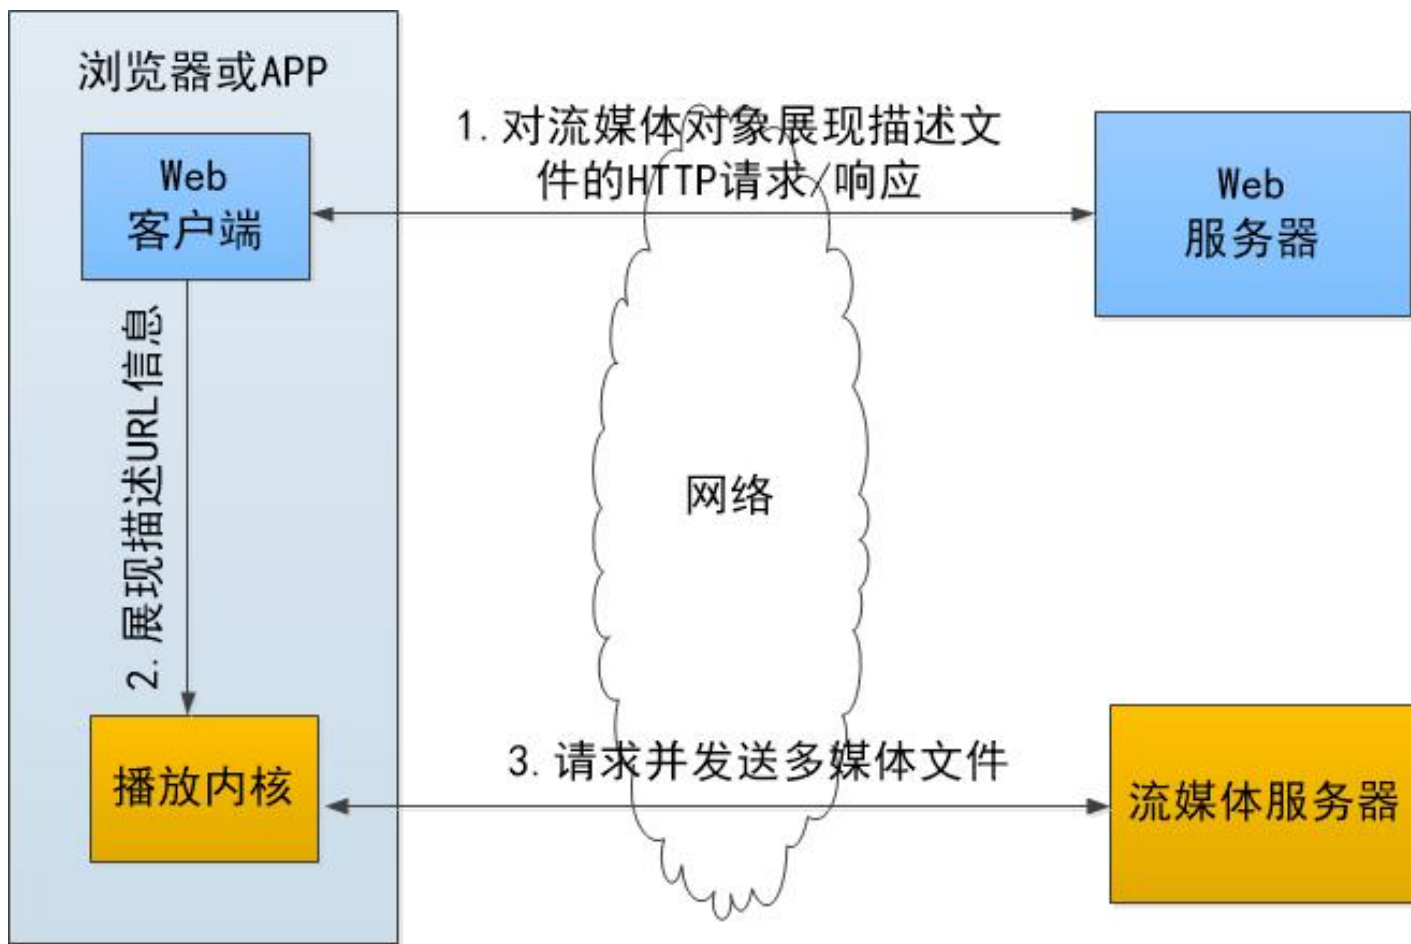 浏览器或APP
Web
客户端
1.对流媒体对象展现描述文
件的HTTP请求/响应
Web
服务器
2.展现描述URL信息
网络
播放内核
3.请求并发送多媒体文件
流媒体服务器